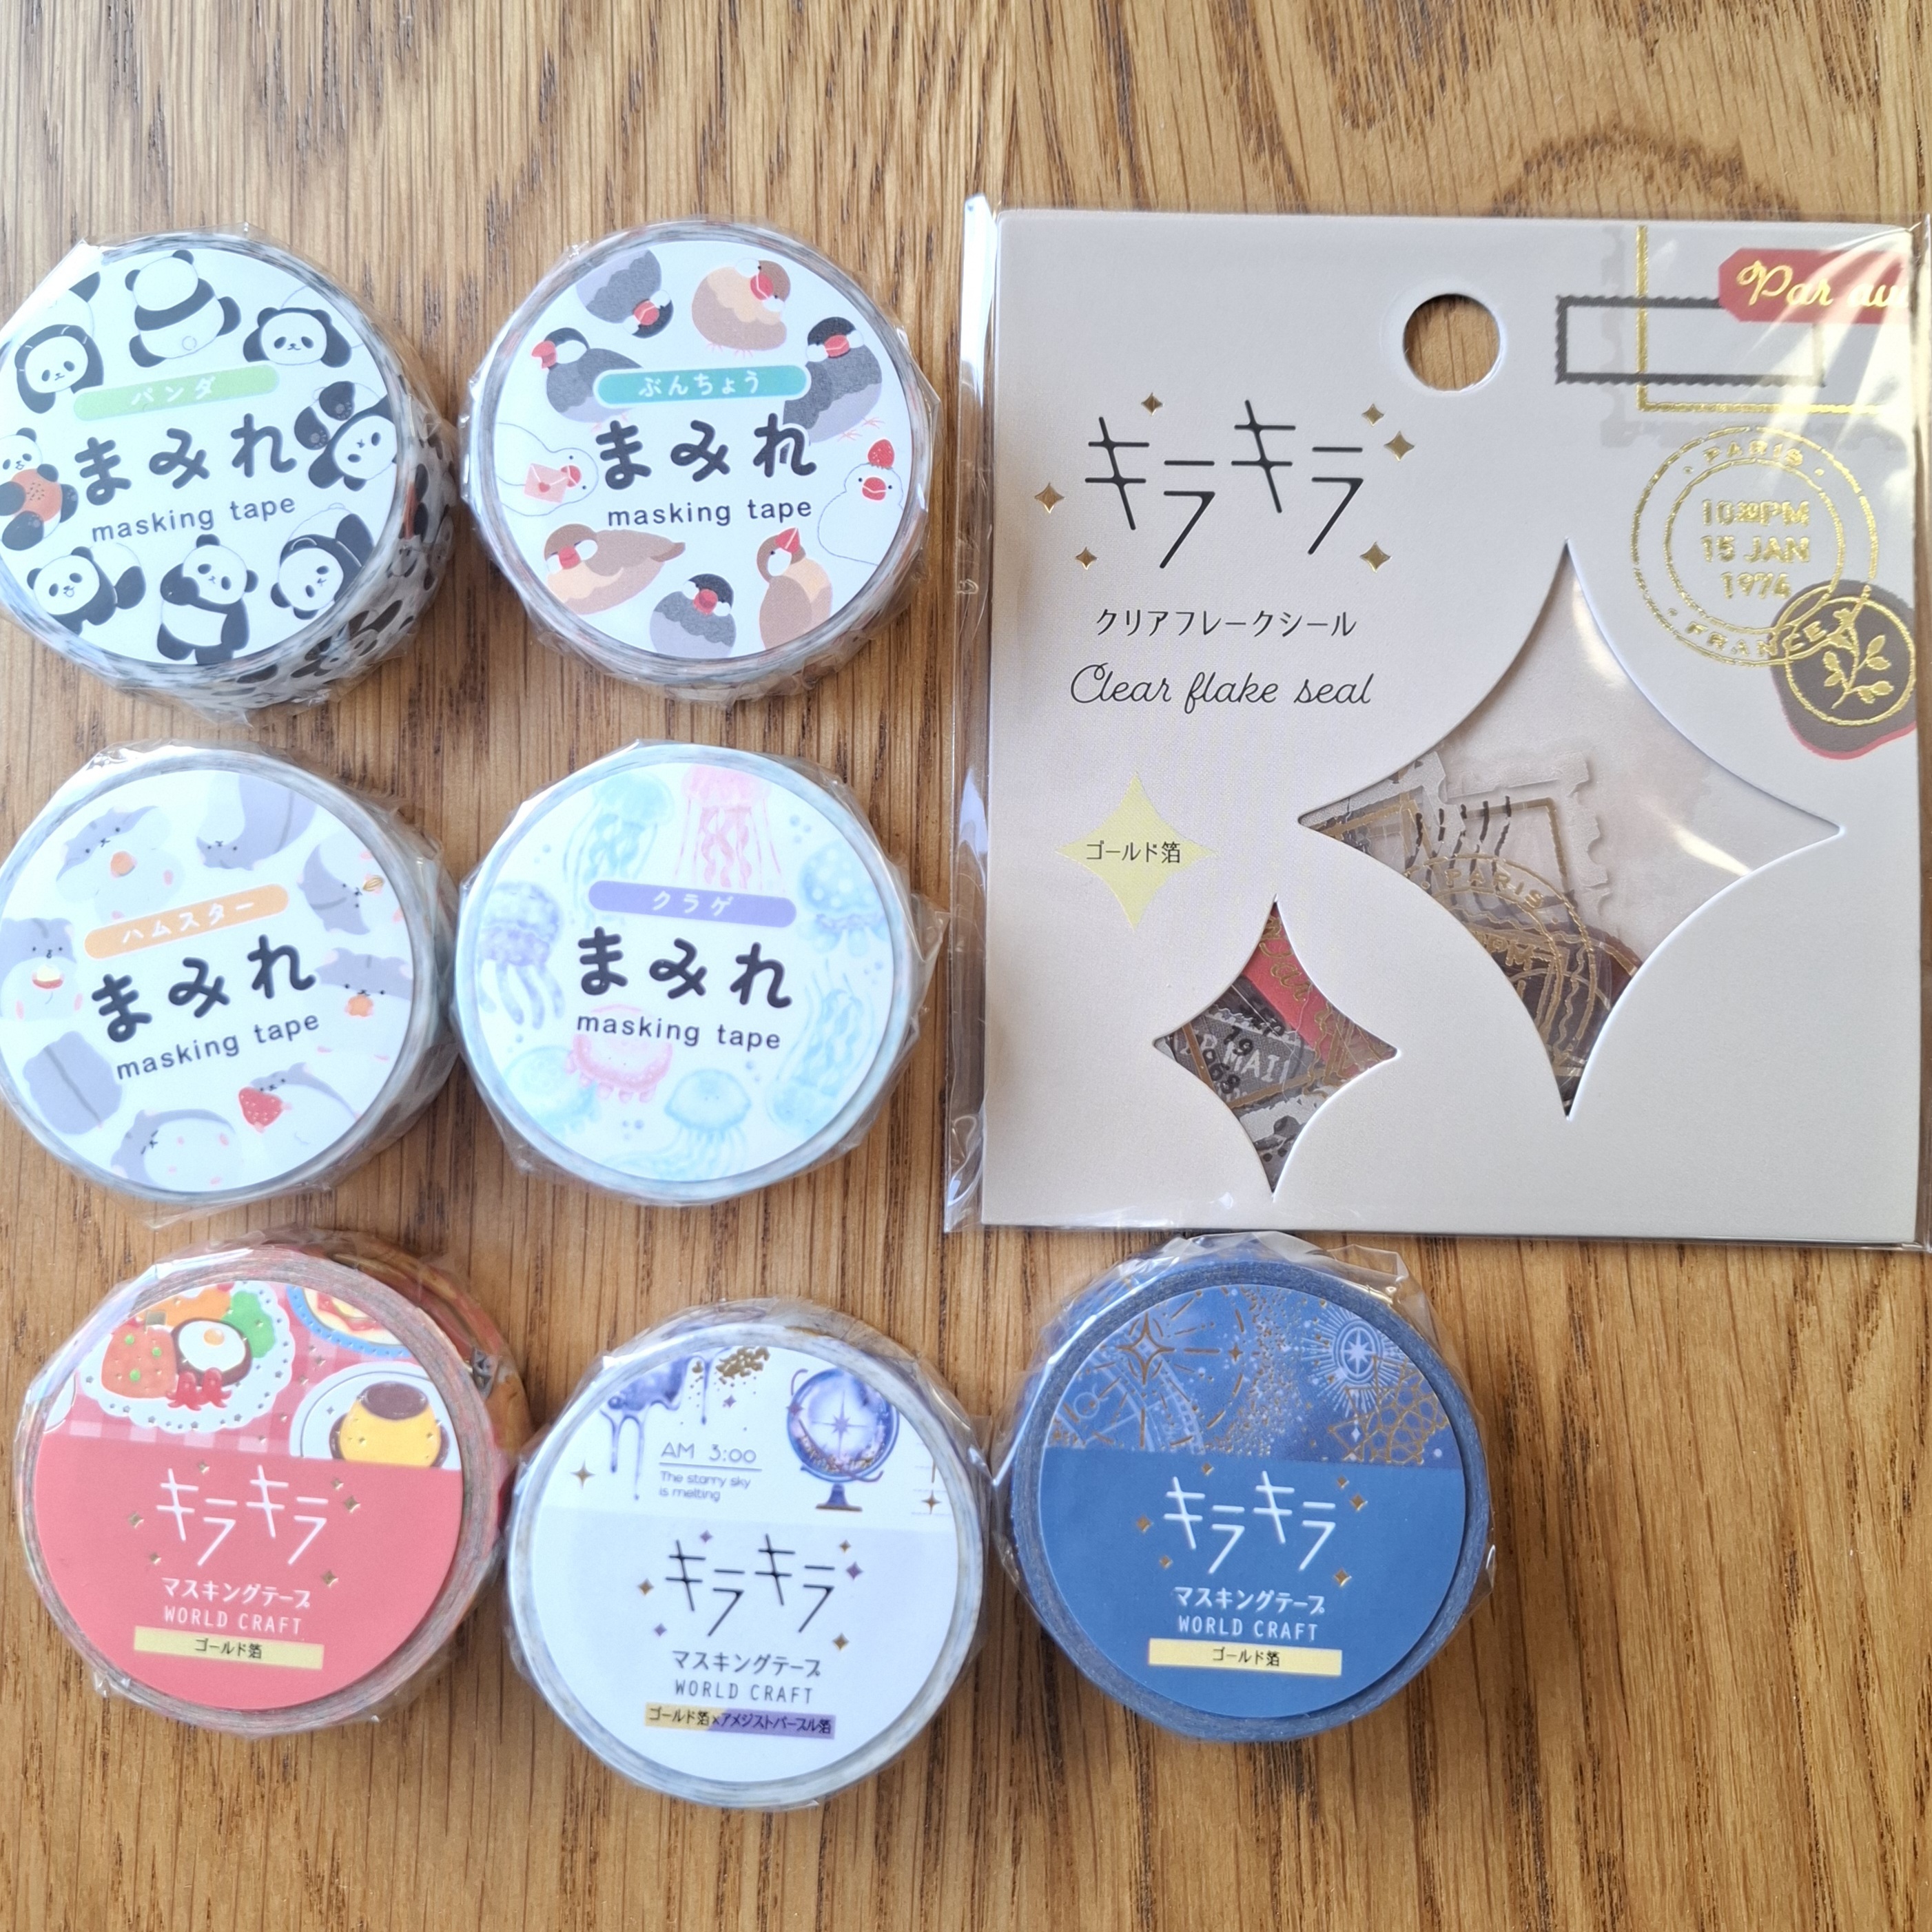 パンダ
まみれ
masking tape
ぶんちょう
まみれ
masking tape
キラキラ
クリアフレークシール
Clear flake seal
ゴールド箔
Par av
PARIS
15 JAN
1974
FRANCE
PARIS
PM
19
MAIL
ハムスター
まみれ
masking tape
クラゲ
まみれ
masking tape
キラキラ
マスキングテープ
WORLD CRAFT
ゴールド箔
AM 3:00
The starry sky
is melting
キラキラ
マスキングテープ
WORLD CRAFT
ゴールド箔×アメジストパープル箔
キラキラ
マスキングテープ
WORLD CRAFT
ゴールド箔